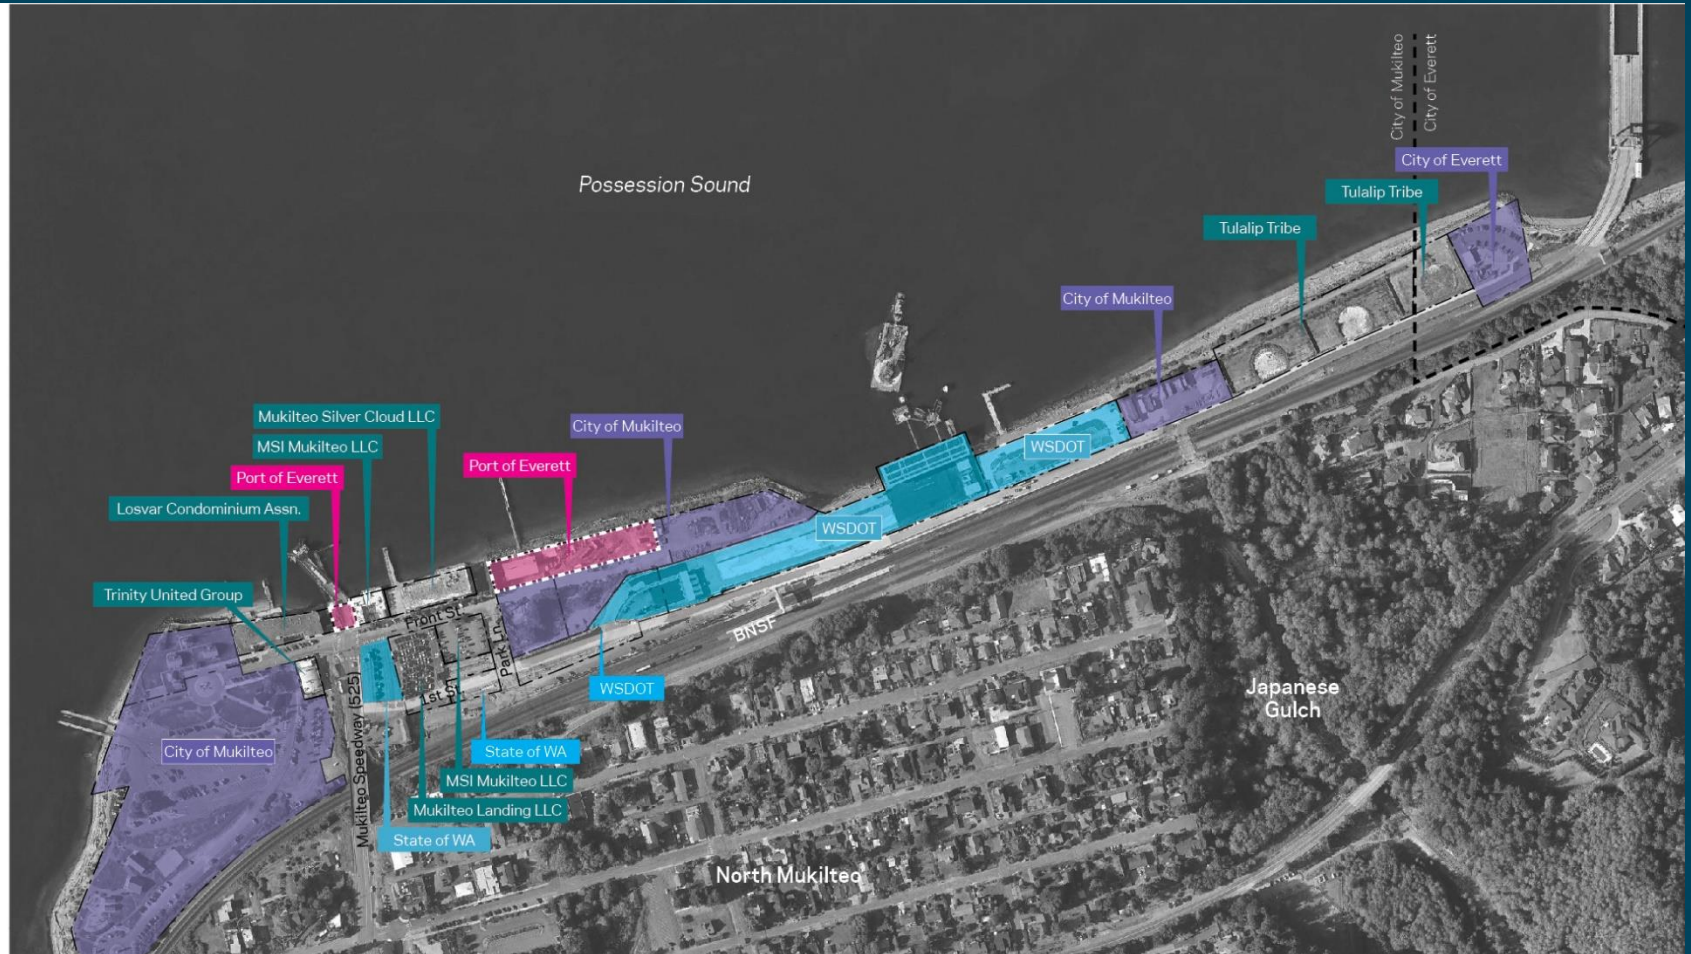 City of Mukilteo
City of Everett
City of Everett
Tulalip Tribe
Possession Sound
Tulalip Tribe
City of Mukilteo
Mukilteo Silver Cloud LLC
City of Mukilteo
MSI Mukilteo LLC
WSDOT
Port of Everett
Port of Everett
Losvar Condominium Assn.
WSDOT
Trinity United Group
Front St.
BNSF
Park Ln.
WSDOT
1st St.
Japanese
Gulch
Mukilteo Speedway (525)
City of Mukilteo
State of WA
MSI Mukilteo LLC
Mukilteo Landing LLC
State of WA
North Mukilteo